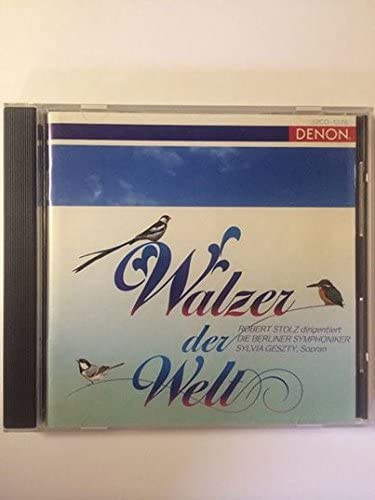 DENON
Walzer
ROBERT STOLZ dirigentiert
DIE BERLINER SYMPHONIKER
der
SYLVIA GESZTY, Sopran
Welt